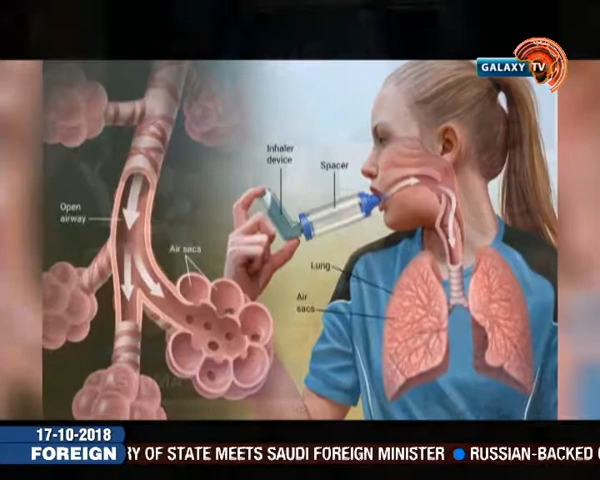 GALAXY TV
Inhaler
device
Spacer
Open
airway
Air sacs
Lung
Air
sacs
17-10-2018
FOREIGN
RY OF STATE MEETS SAUDI FOREIGN MINISTER ● RUSSIAN-BACKED